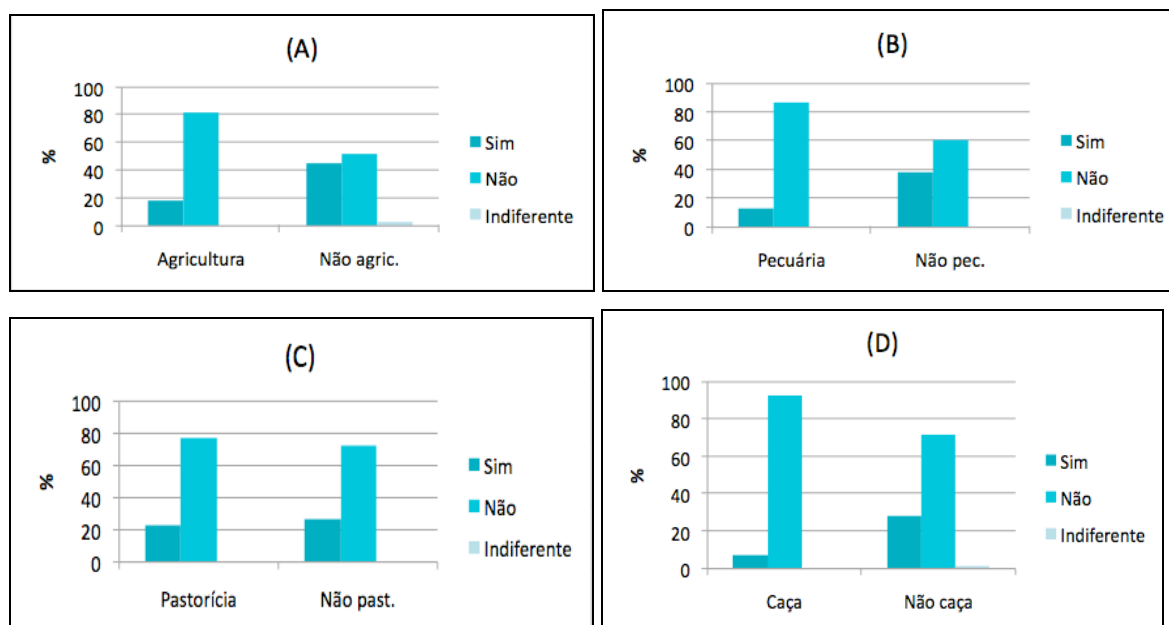 (A)
100
80
60
40
20
0
%
Agricultura
Não agric.
Sim
Não
Indiferente
(B)
100
80
60
40
20
0
%
Pecuária
Não pec.
Sim
Não
Indiferente
(C)
100
80
60
40
20
0
%
Pastorícia
Não past.
Sim
Não
Indiferente
(D)
100
80
60
40
20
0
%
Caça
Não caça
Sim
Não
Indiferente